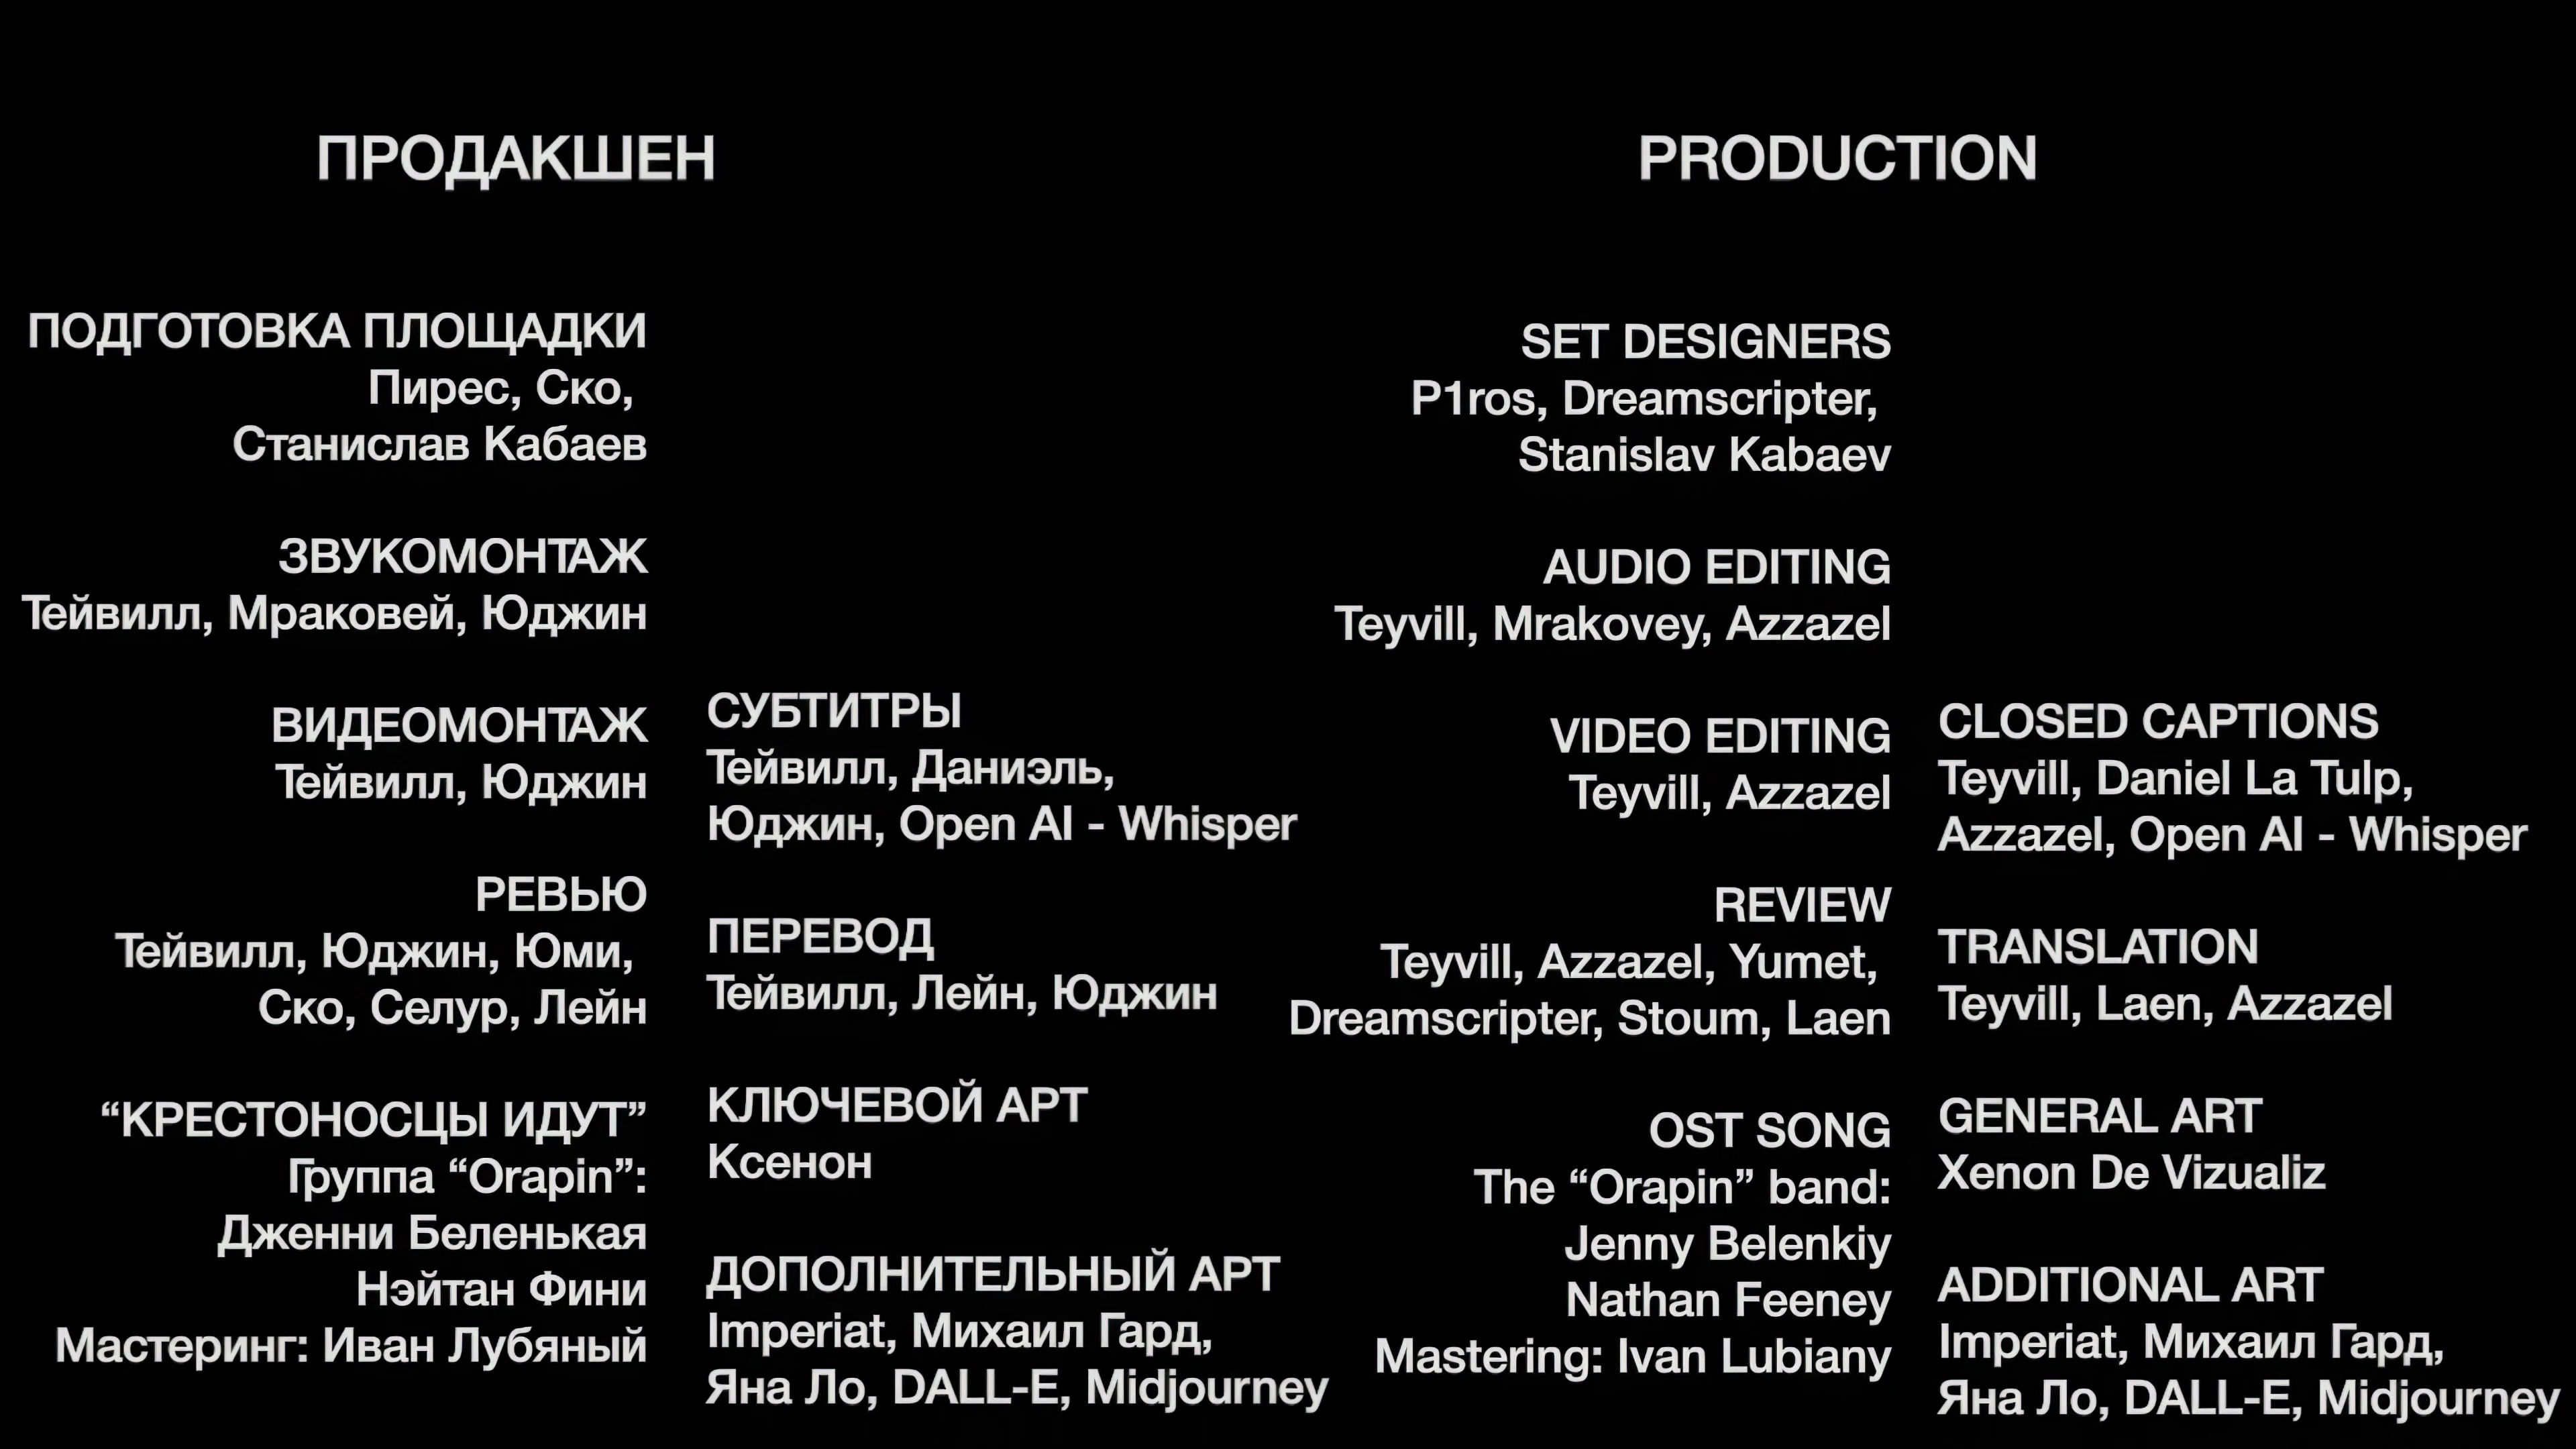 ПРОДАКШЕН
ПОДГОТОВКА ПЛОЩАДКИ
Пирес, Ско,
Станислав Кабаев
ЗВУКОМОНТАЖ
Тейвилл, Мраковей, Юджин
ВИДЕОМОНТАЖ
Тейвилл, Юджин
РЕВЬЮ
Тейвилл, Юджин, Юми,
Ско, Селур, Лейн
“КРЕСТОНОСЦЫ ИДУТ”
Группа “Orapin”:
Дженни Беленькая
Нэйтан Фини
Мастеринг: Иван Лубяный
СУБТИТРЫ
Тейвилл, Даниэль,
Юджин, Open AI - Whisper
ПЕРЕВОД
Тейвилл, Лейн, Юджин
КЛЮЧЕВОЙ АРТ
Ксенон
ДОПОЛНИТЕЛЬНЫЙ АРТ
Imperiat, Михаил Гард,
Яна Ло, DALL-E, Midjourney
PRODUCTION
SET DESIGNERS
P1ros, Dreamscripter,
Stanislav Kabaev
AUDIO EDITING
Teyvill, Mrakovey, Azzazel
VIDEO EDITING
Teyvill, Azzazel
REVIEW
Teyvill, Azzazel, Yumet,
Dreamscripter, Stoum, Laen
OST SONG
The “Orapin” band:
Jenny Belenkiy
Nathan Feeney
Mastering: Ivan Lubiany
CLOSED CAPTIONS
Teyvill, Daniel La Tulp,
Azzazel, Open AI - Whisper
TRANSLATION
Teyvill, Laen, Azzazel
GENERAL ART
Xenon De Vizualiz
ADDITIONAL ART
Imperiat, Михаил Гард,
Яна Ло, DALL-E, Midjourney